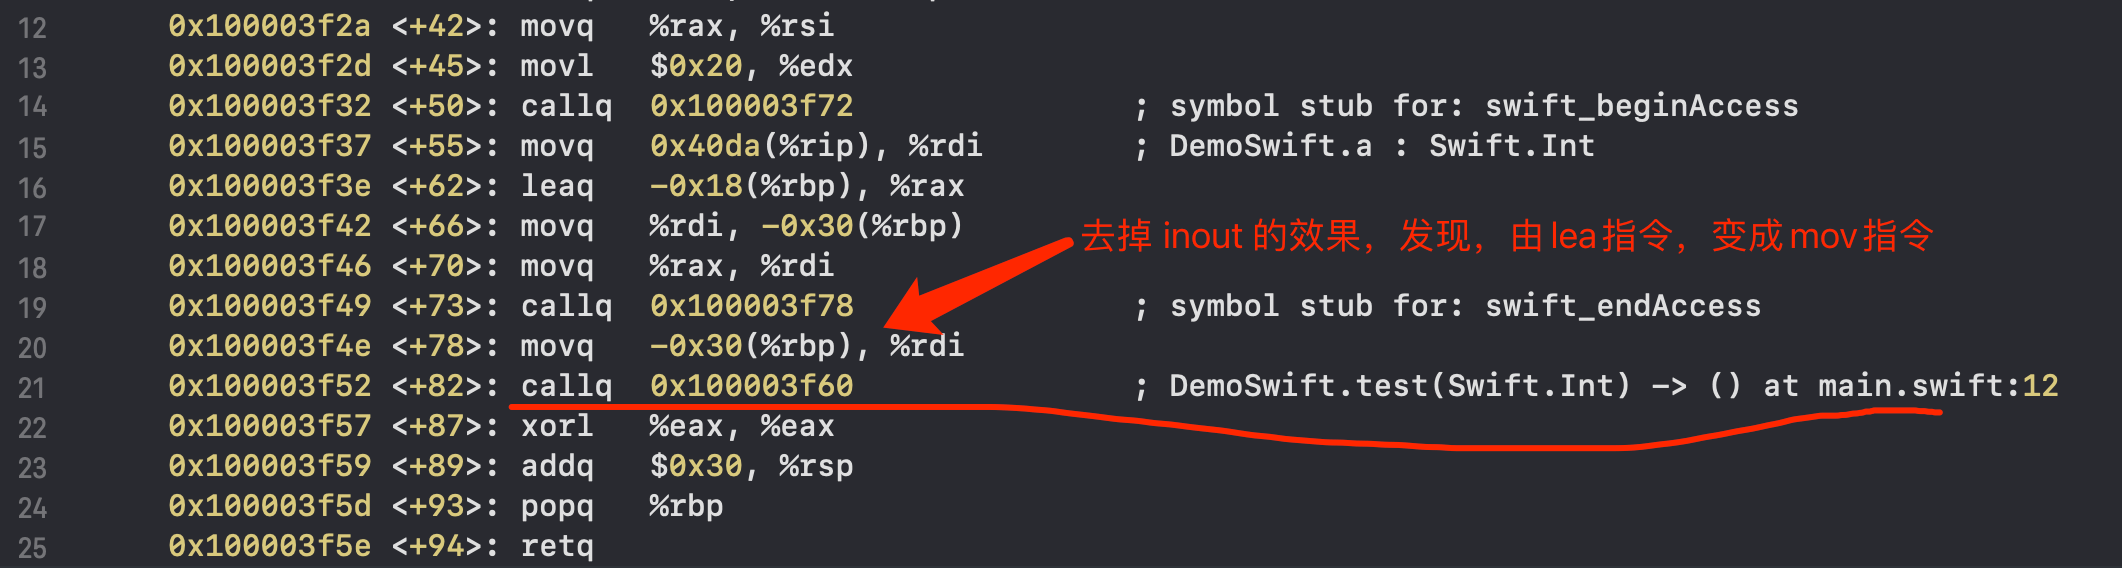 12 0x100003f2a <+42>: movq %rax, %rsi
13 0x100003f2d <+45>: movl $0x20, %edx
14 0x100003f32 <+50>: callq 0x100003f72 ; symbol stub for: swift_beginAccess
15 0x100003f37 <+55>: movq 0x40da(%rip), %rdi ; DemoSwift.a : Swift.Int
16 0x100003f3e <+62>: leaq -0x18(%rbp), %rax
17 0x100003f42 <+66>: movq %rdi, -0x30(%rbp)
去掉 inout 的效果，发现，由lea指令，变成mov指令
18 0x100003f46 <+70>: movq %rax, %rdi
19 0x100003f49 <+73>: callq 0x100003f78 ; symbol stub for: swift_endAccess
20 0x100003f4e <+78>: movq -0x30(%rbp), %rdi
21 0x100003f52 <+82>: callq 0x100003f60 ; DemoSwift.test(Swift.Int) -> () at main.swift:12
22 0x100003f57 <+87>: xorl %eax, %eax
23 0x100003f59 <+89>: addq $0x30, %rsp
24 0x100003f5d <+93>: popq %rbp
25 0x100003f5e <+94>: retq